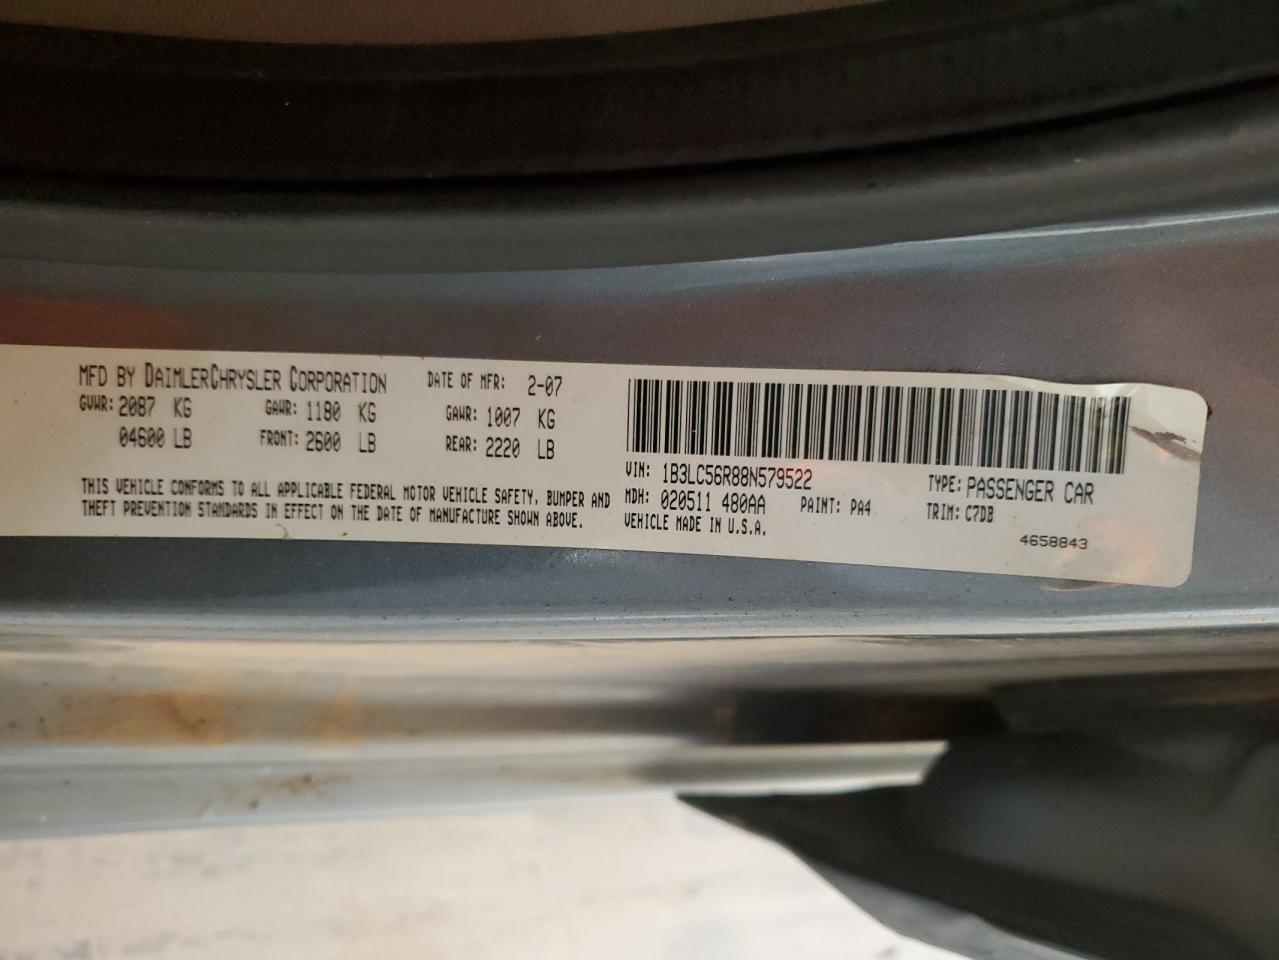 MFD BY DAIMLERCHRYSLER CORPORATION DATE OF MFR: 2-07
GVWR: 2087 KG GAWR: 1180 KG GAWR: 1007 KG
04600 LB FRONT: 2600 LB REAR: 2220 LB
THIS VEHICLE CONFORMS TO ALL APPLICABLE FEDERAL MOTOR VEHICLE SAFETY, BUMPER AND
THEFT PREVENTION STANDARDS IN EFFECT ON THE DATE OF MANUFACTURE SHOWN ABOVE.
VIN: 1B3LC56R88N579522 TYPE: PASSENGER CAR
MDH: 020511 480AA PAINT: PA4 TRIM: C7DB
VEHICLE MADE IN U.S.A.
4658843